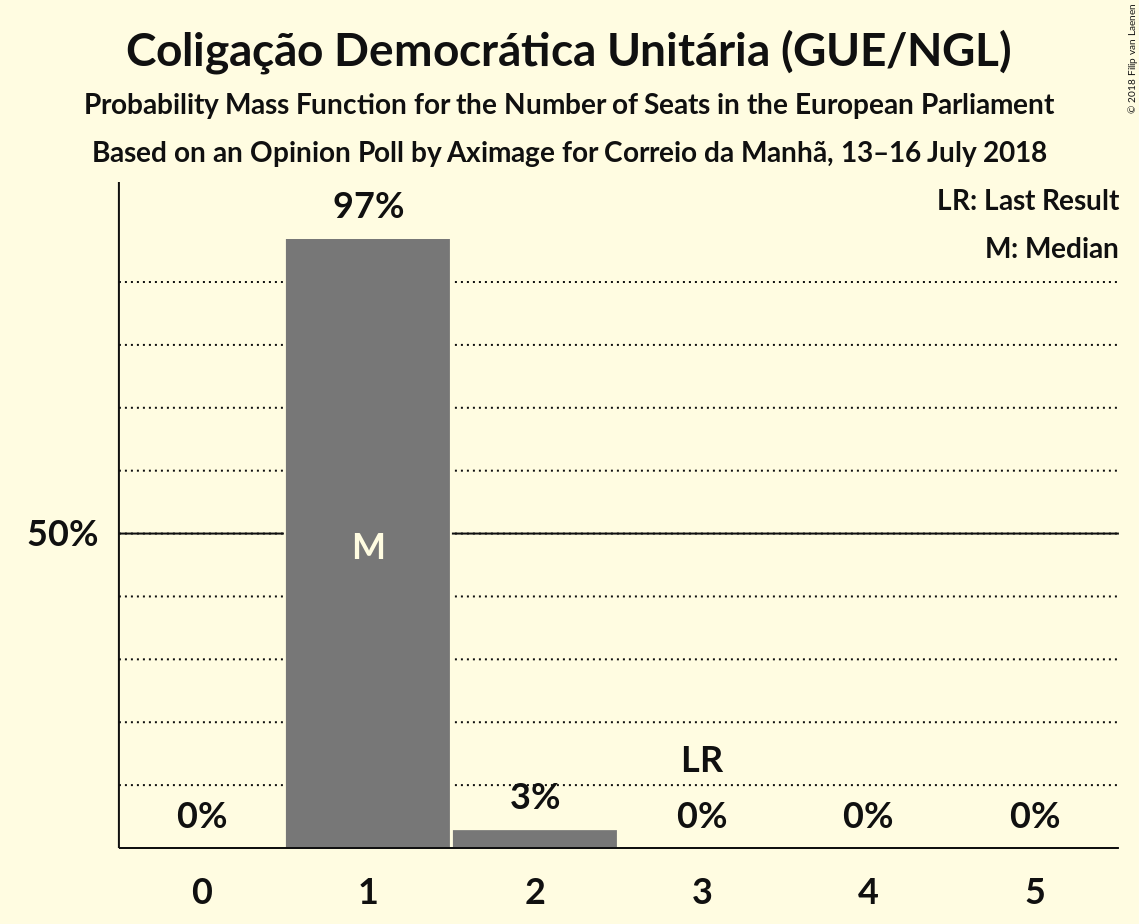 Coligação Democrática Unitária (GUE/NGL)
Probability Mass Function for the Number of Seats in the European Parliament
Based on an Opinion Poll by Aximage for Correio da Manhã, 13–16 July 2018
© 2018 Filip van Laenen
LR: Last Result
M: Median
97%
50%
M
LR
0%
3%
0%
0%
0%
0
1
2
3
4
5